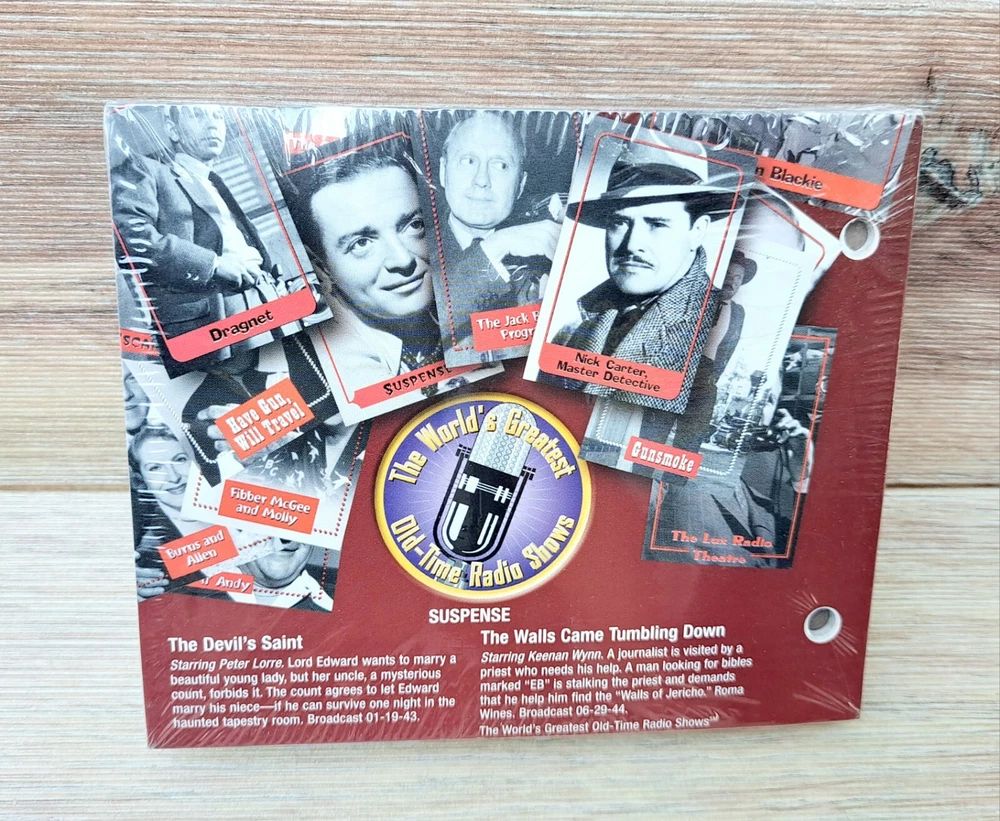 n Blackie
Dragnet
SUSPENSE
The Jack B
Progr
Nick Carter,
Master Detective
SCA
Have Gun,
Will Travel
Gunsmoke
Fibber McGee
and Molly
Burns and
Allen
Andy
The Lux Radio
Theatre
The World's Greatest
Old-Time Radio Shows
SUSPENSE
The Devil's Saint
Starring Peter Lorre. Lord Edward wants to marry a
beautiful young lady, but her uncle, a mysterious
count, forbids it. The count agrees to let Edward
marry his niece—if he can survive one night in the
haunted tapestry room. Broadcast 01-19-43.
The Walls Came Tumbling Down
Starring Keenan Wynn. A journalist is visited by a
priest who needs his help. A man looking for bibles
marked "EB" is stalking the priest and demands
that he help him find the "Walls of Jericho." Roma
Wines. Broadcast 06-29-44.
The World's Greatest Old-Time Radio Shows